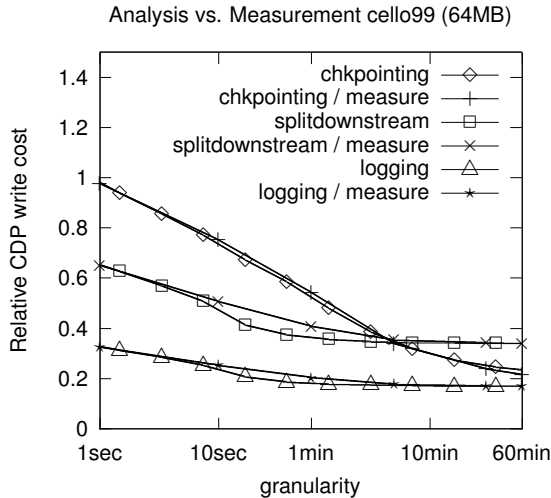 Analysis vs. Measurement cello99 (64MB)
1.4
1.2
1
0.8
0.6
0.4
0.2
0
Relative CDP write cost
chkpointing
chkpointing / measure
splitdownstream
splitdownstream / measure
logging
logging / measure
1sec 10sec 1min 10min 60min
granularity